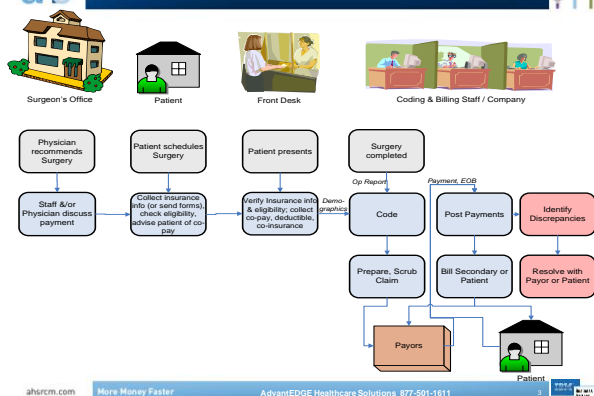 Surgeon's Office
Patient
Front Desk
Coding & Billing Staff / Company
Physician
recommends
Surgery
Patient schedules
Surgery
Patient presents
Surgery
completed
Op Report
Payment, EOB
Staff &/or
Physician discuss
payment
Collect insurance
info (or send forms),
check eligibility,
advise patient of co-
pay
Verify Insurance info
& eligibility; collect
co-pay, deductible,
co-insurance
Demo-
graphics
Code
Post Payments
Identify
Discrepancies
Prepare, Scrub
Claim
Bill Secondary or
Patient
Resolve with
Payor or Patient
Payors
Patient
ahsrcm.com
More Money Faster
AdvantEDGE Healthcare Solutions 877-501-1611
3